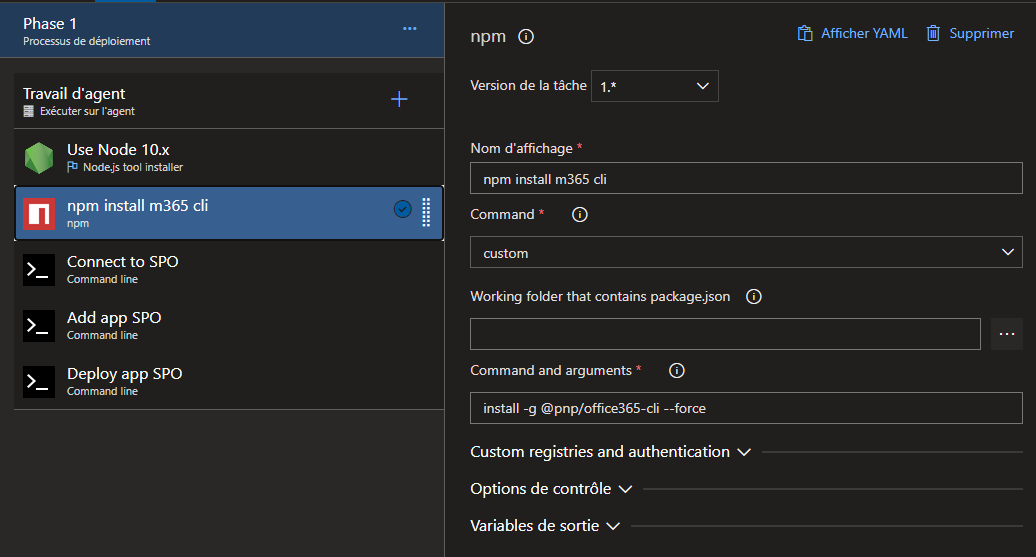 Phase 1
Processus de déploiement
Travail d'agent
Exécuter sur l'agent
Use Node 10.x
Node.js tool installer
npm install m365 cli
npm
Connect to SPO
Command line
Add app SPO
Command line
Deploy app SPO
Command line
npm
Afficher YAML
Supprimer
Version de la tâche
1.*
Nom d'affichage *
npm install m365 cli
Command *
custom
Working folder that contains package.json
Command and arguments *
install -g @pnp/office365-cli --force
Custom registries and authentication
Options de contrôle
Variables de sortie